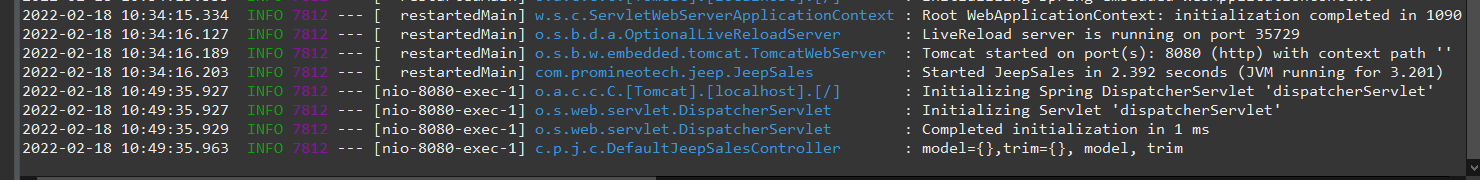 2022-02-18 10:34:15.334 INFO 7812 --- [ restartedMain] w.s.c.ServletWebServerApplicationContext : Root WebApplicationContext: initialization completed in 1090
2022-02-18 10:34:16.127 INFO 7812 --- [ restartedMain] o.s.b.d.a.OptionalLiveReloadServer : LiveReload server is running on port 35729
2022-02-18 10:34:16.189 INFO 7812 --- [ restartedMain] o.s.b.w.embedded.tomcat.TomcatWebServer : Tomcat started on port(s): 8080 (http) with context path ''
2022-02-18 10:34:16.203 INFO 7812 --- [ restartedMain] com.promineotech.jeep.JeepSales : Started JeepSales in 2.392 seconds (JVM running for 3.201)
2022-02-18 10:49:35.927 INFO 7812 --- [nio-8080-exec-1] o.a.c.c.C.[Tomcat].[localhost].[/] : Initializing Spring DispatcherServlet 'dispatcherServlet'
2022-02-18 10:49:35.927 INFO 7812 --- [nio-8080-exec-1] o.s.web.servlet.DispatcherServlet : Initializing Servlet 'dispatcherServlet'
2022-02-18 10:49:35.929 INFO 7812 --- [nio-8080-exec-1] o.s.web.servlet.DispatcherServlet : Completed initialization in 1 ms
2022-02-18 10:49:35.963 INFO 7812 --- [nio-8080-exec-1] c.p.j.c.DefaultJeepSalesController : model={},trim={}, model, trim